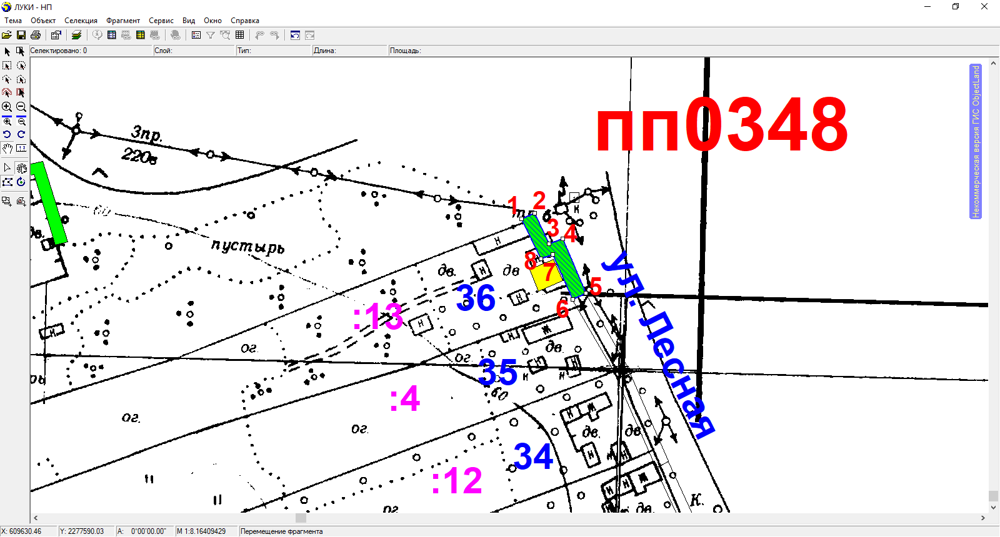 ЛУКИ - НП
Тема Объект Селекция Фрагмент Сервис Вид Окно Справка
Селектировано: 0 Слой: Тип: Длина: Площадь:
Некоммерческая версия ГИС ObjectLand
пп0348
3пр.
220в
60
пустырь
1
2
3
4
5
6
7
8
н
К
дв.
дв
н
н
н
36
:13
ог.
ог.
35
дв.
:4
60
ог.
ог.
дв.
дв
34
:12
ог.
дв.
К.
ул. Лесная
X: 609630.46 Y: 2277590.03 A: 0°00'00.00" M 1:8.16409429 Перемещение фрагмента